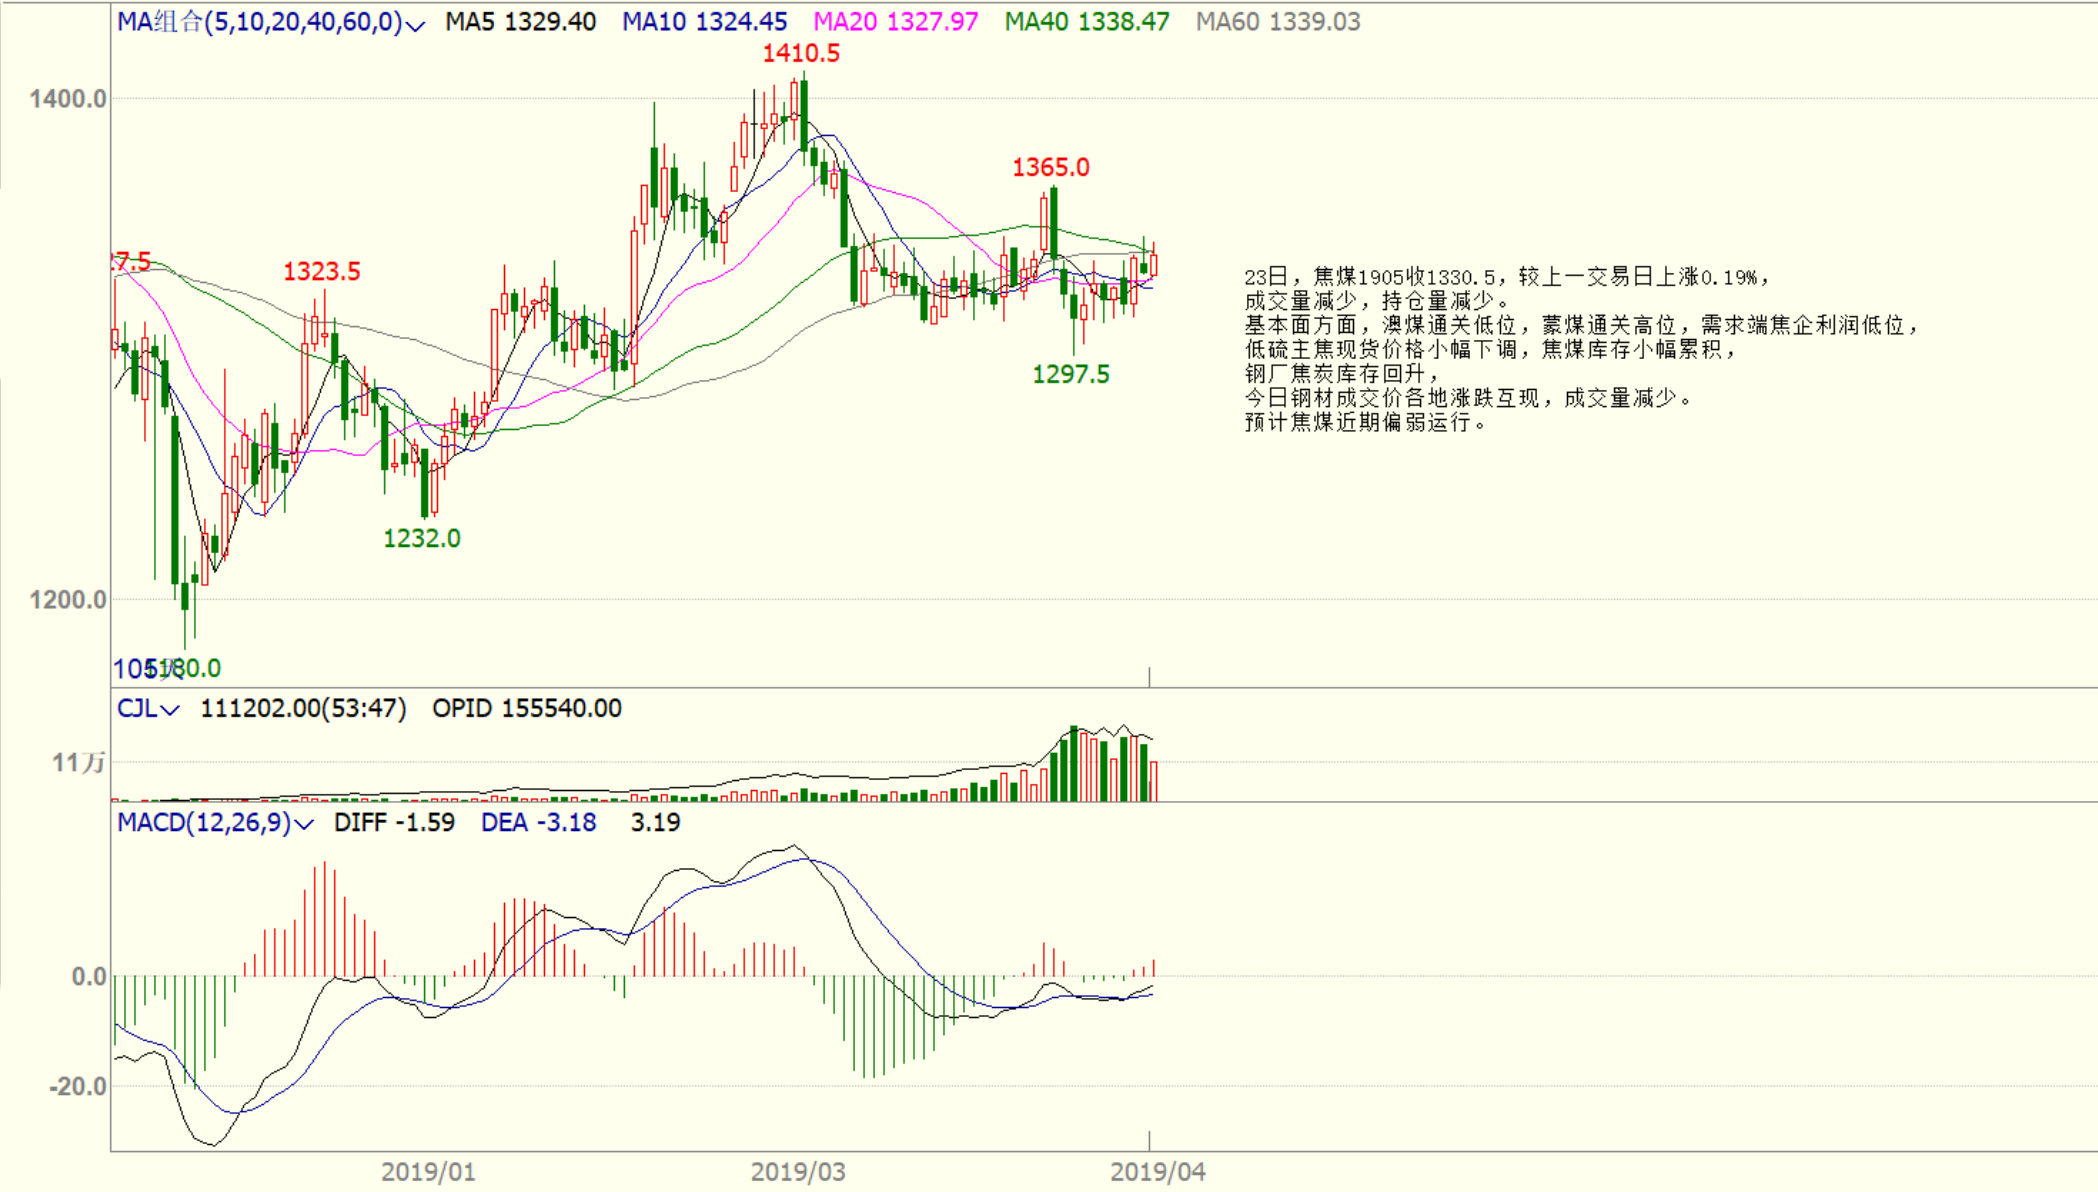 MA组合(5,10,20,40,60,0) MA5 1329.40 MA10 1324.45 MA20 1327.97 MA40 1338.47 MA60 1339.03
1410.5
1400.0
1365.0
7.5
1323.5
23日，焦煤1905收1330.5，较上一交易日上涨0.19%，
成交量减少，持仓量减少。
基本面方面，澳煤通关低位，蒙煤通关高位，需求端焦企利润低位，
低硫主焦现货价格小幅下调，焦煤库存小幅累积，
钢厂焦炭库存回升，
今日钢材成交价各地涨跌互现，成交量减少。
预计焦煤近期偏弱运行。
1297.5
1232.0
1200.0
CJL 111202.00(53:47) OPID 155540.00
11万
MACD(12,26,9) DIFF -1.59 DEA -3.18 3.19
0.0
-20.0
2019/01 2019/03 2019/04